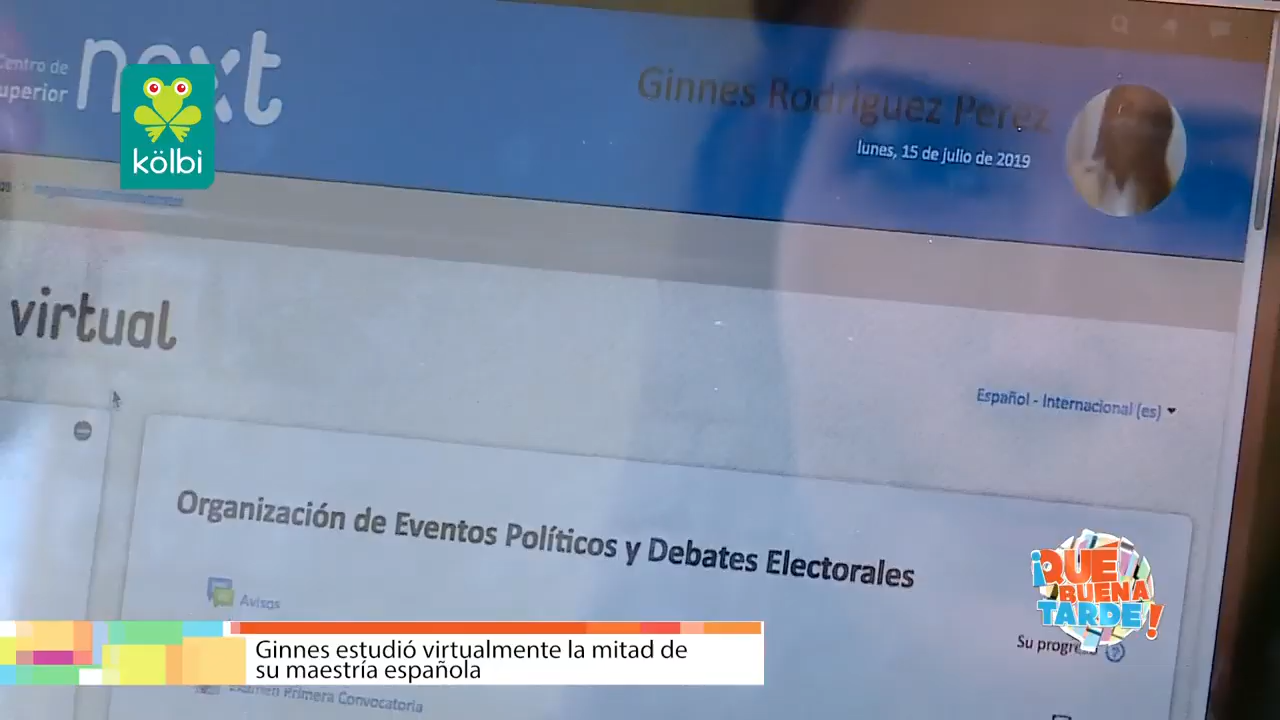 Centro de
uperior
next
kölbi
Ginnes Rodriguez Perez
lunes, 15 de julio de 2019
virtual
Español - Internacional (es)
Organización de Eventos Políticos y Debates Electorales
Avisos
Su progreso
¡QUE
BUENA
TARDE!
Ginnes estudió virtualmente la mitad de
su maestría española
Examen Primera Convocatoria